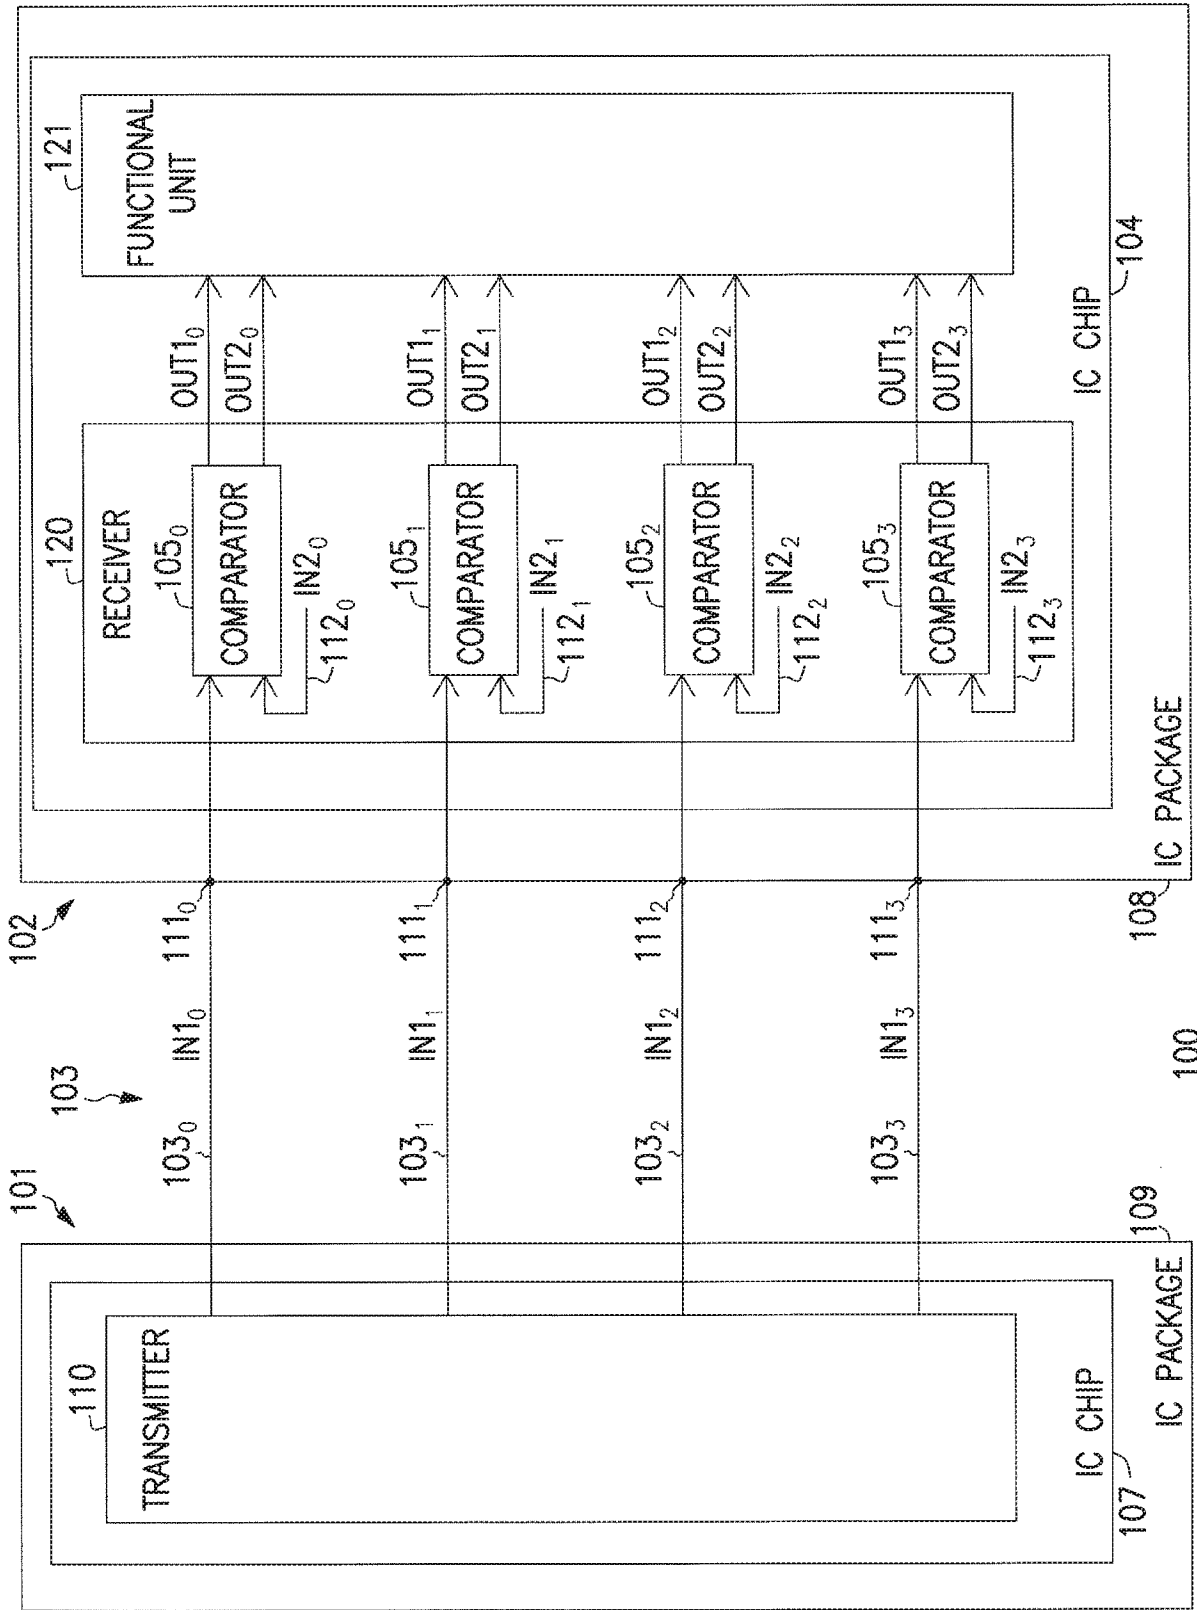 101
103
102
110
TRANSMITTER
103₀
IN1₀
111₀
120
RECEIVER
105₀
COMPARATOR
IN2₀
112₀
OUT1₀
OUT2₀
121
FUNCTIONAL
UNIT
103₁
IN1₁
111₁
105₁
COMPARATOR
IN2₁
112₁
OUT1₁
OUT2₁
103₂
IN1₂
111₂
105₂
COMPARATOR
IN2₂
112₂
OUT1₂
OUT2₂
103₃
IN1₃
111₃
105₃
COMPARATOR
IN2₃
112₃
OUT1₃
OUT2₃
IC CHIP
107
IC PACKAGE
109
IC CHIP
104
IC PACKAGE
108
100